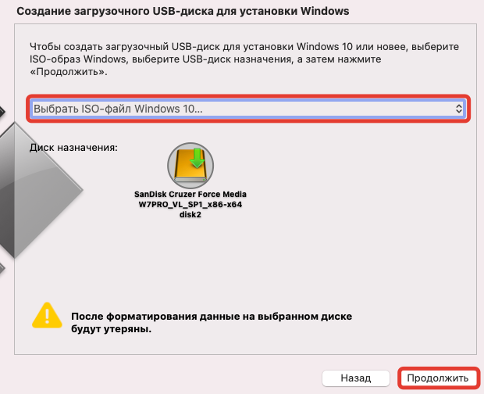 Создание загрузочного USB-диска для установки Windows
Чтобы создать загрузочный USB-диск для установки Windows 10 или новее, выберите
ISO-образ Windows, выберите USB-диск назначения, а затем нажмите
«Продолжить».
Выбрать ISO-файл Windows 10...
Диск назначения:
SanDisk Cruzer Force Media
W7PRO_VL_SP1_x86-x64
disk2
После форматирования данные на выбранном диске
будут утеряны.
Назад
Продолжить